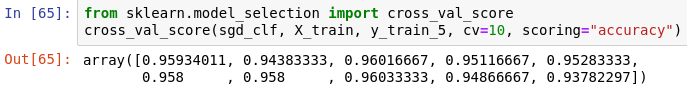 In [65]: from sklearn.model_selection import cross_val_score
cross_val_score(sgd_clf, X_train, y_train_5, cv=10, scoring="accuracy")
Out[65]: array([0.95934011, 0.94383333, 0.96016667, 0.95116667, 0.95283333,
0.958     , 0.958     , 0.96033333, 0.94866667, 0.93782297])